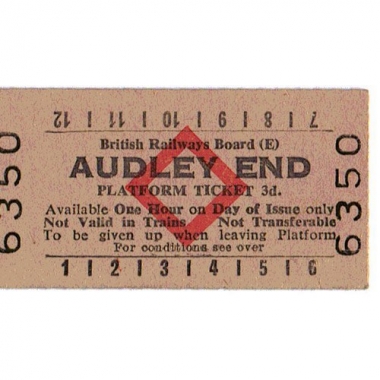 12 | 11 | 10 | 9 | 8 | 7
British Railways Board (E)
AUDLEY END
PLATFORM TICKET 3d.
Available One Hour on Day of Issue only
Not Valid in Trains Not Transferable
To be given up when leaving Platform
For conditions see over
1 | 2 | 3 | 4 | 5 | 6
6350
6350